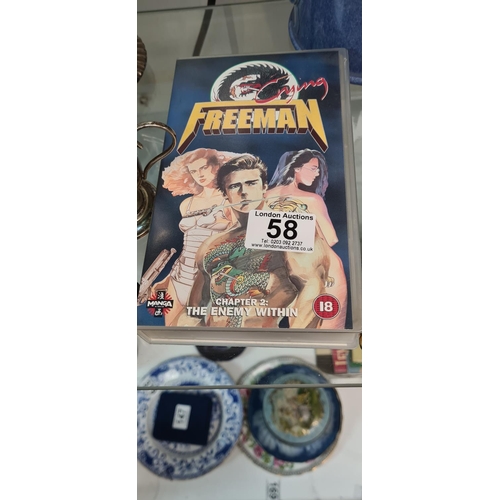 Crying
FREEMAN
London Auctions
58
Tel: 0203 092 2737
www.londonauctions.co.uk
CHAPTER 2:
THE ENEMY WITHIN
MANGA
18
147